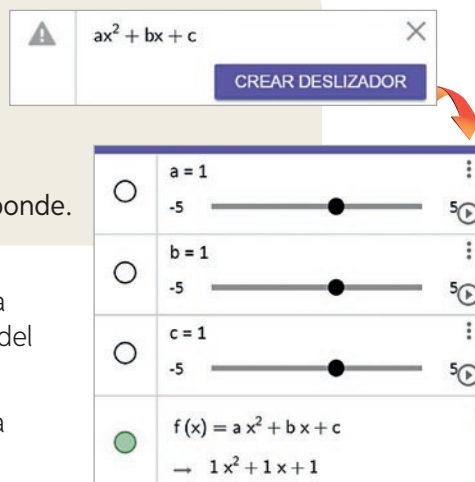 ax² + bx + c
CREAR DESLIZADOR
ponde.
a
del
a
a = 1
-5 5
b = 1
-5 5
c = 1
-5 5
f (x) = a x² + b x + c
→ 1 x² + 1 x + 1